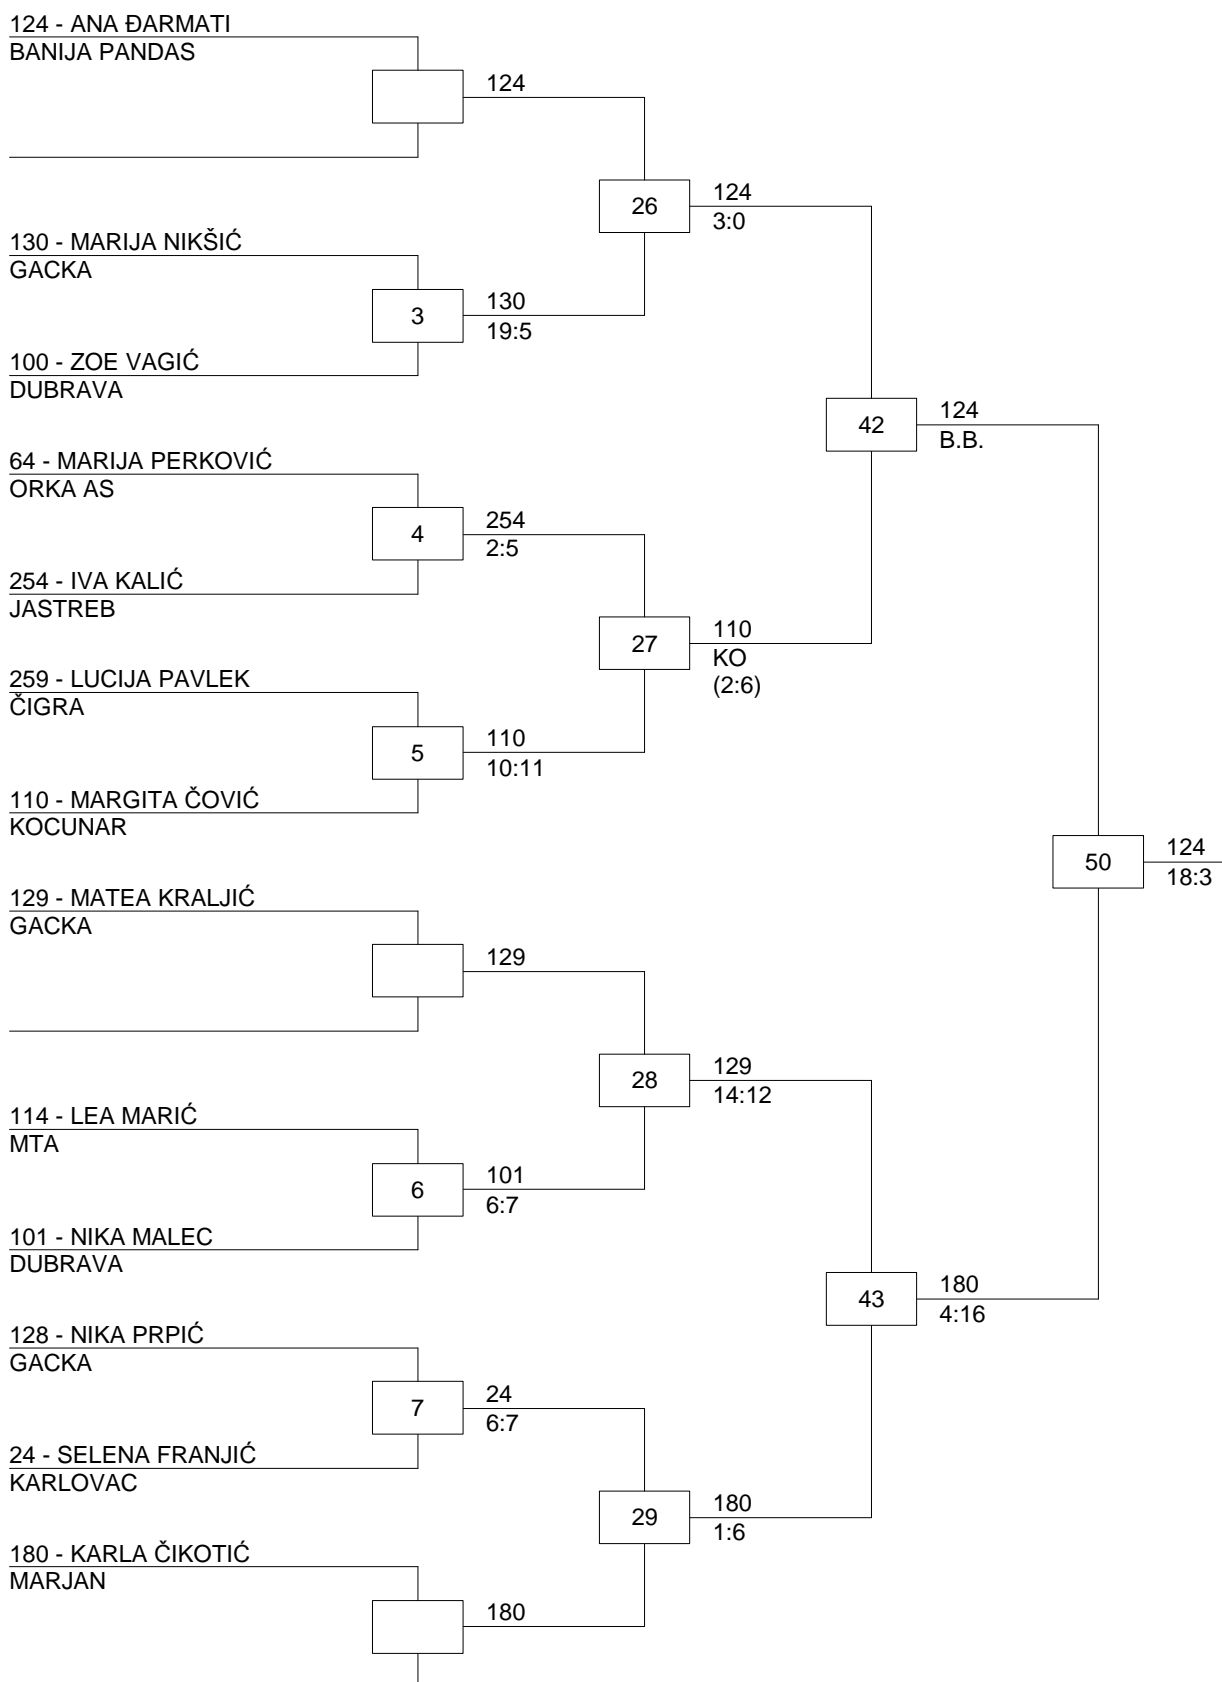 124 - ANA ĐARMATI
BANIJA PANDAS
124
26
124
3:0
130 - MARIJA NIKŠIĆ
GACKA
3
130
19:5
100 - ZOE VAGIĆ
DUBRAVA
42
124
B.B.
64 - MARIJA PERKOVIĆ
ORKA AS
4
254
2:5
254 - IVA KALIĆ
JASTREB
27
110
KO
(2:6)
259 - LUCIJA PAVLEK
ČIGRA
5
110
10:11
110 - MARGITA ČOVIĆ
KOCUNAR
50
124
18:3
129 - MATEA KRALJIĆ
GACKA
129
28
129
14:12
114 - LEA MARIĆ
MTA
6
101
6:7
101 - NIKA MALEC
DUBRAVA
43
180
4:16
128 - NIKA PRPIĆ
GACKA
7
24
6:7
24 - SELENA FRANJIĆ
KARLOVAC
29
180
1:6
180 - KARLA ČIKOTIĆ
MARJAN
180